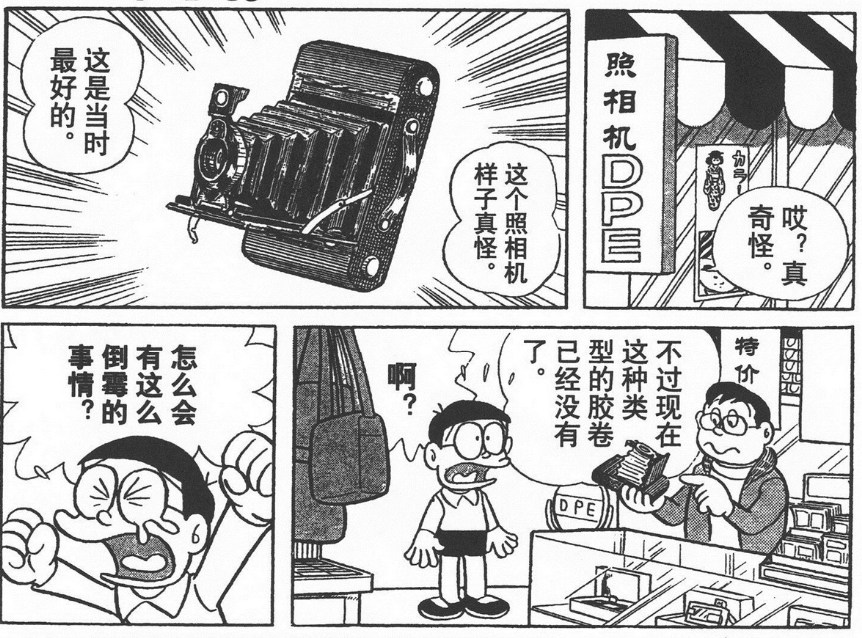 照相机DPE
カラー
哎?真
奇怪。
这个照相机
样子真怪。
这是当时
最好的。
特价
不过现在
这种类
型的胶卷
已经没有
了。
DPE
啊?
怎么会
有这么
倒霉的
事情?